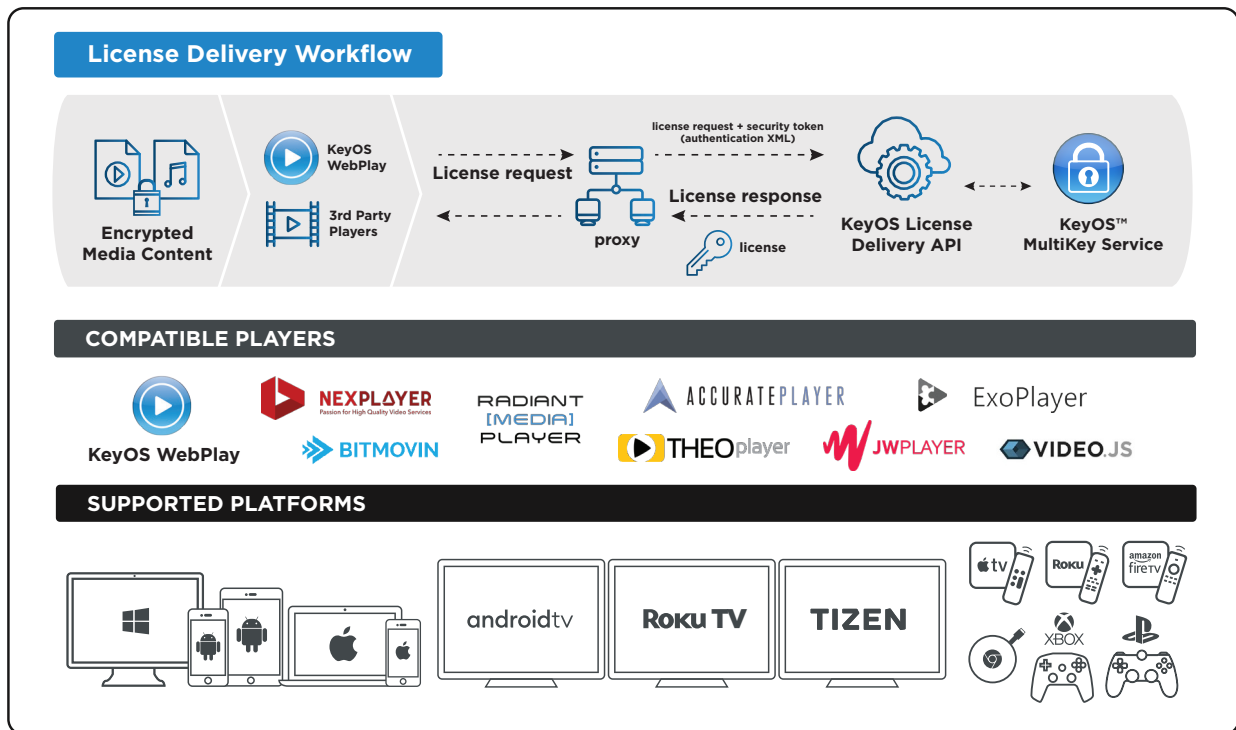 License Delivery Workflow
Encrypted
Media Content
KeyOS
WebPlay
3rd Party
Players
License request
proxy
license request + security token
(authentication XML)
License response
license
KeyOS License
Delivery API
KeyOS™
MultiKey Service
COMPATIBLE PLAYERS
KeyOS WebPlay
NEXPLAYER
Passion for High Quality Video Services
BITMOVIN
RADIANT
[MEDIA]
PLAYER
ACCURATEPLAYER
THEOplayer
JWPLAYER
ExoPlayer
VIDEO.JS
SUPPORTED PLATFORMS
androidtv
Roku TV
TIZEN
tv
Roku
amazon
fireTV
XBOX